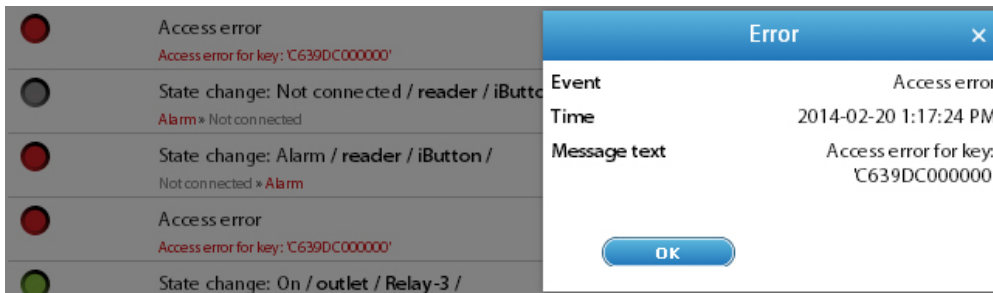 Access error
Access error for key: 'C639DC000000'
State change: Not connected / reader / iButto
Alarm » Not connected
State change: Alarm / reader / iButton /
Not connected » Alarm
Access error
Access error for key: 'C639DC000000'
State change: On / outlet / Relay-3 /
Error ×
Event Access error
Time 2014-02-20 1:17:24 PM
Message text Access error for key:
'C639DC000000
OK